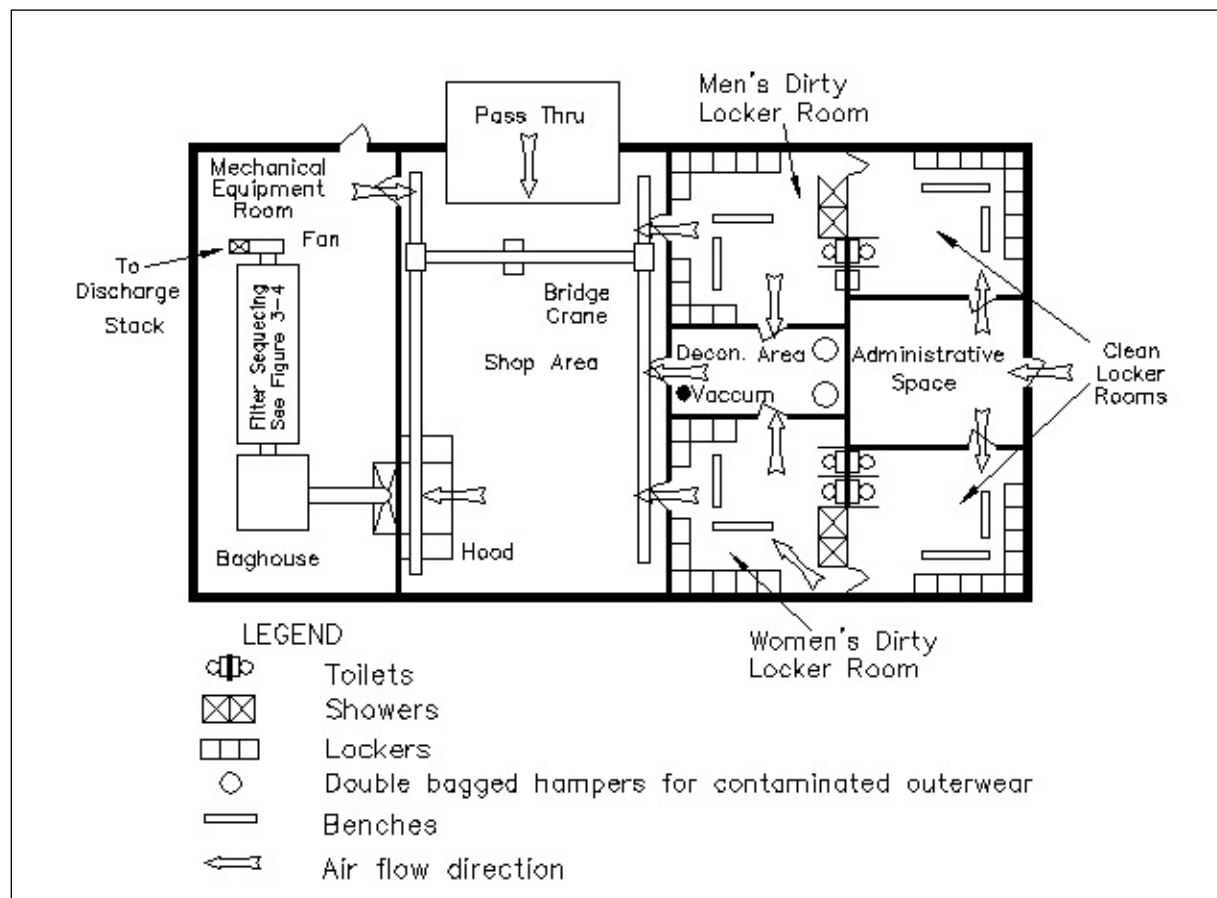 Men's Dirty
Locker Room
Pass Thru
Mechanical
Equipment
Room
Fan
To
Discharge
Stack
Filter Sequecing
See Figure 3-4
Bridge
Crane
Shop Area
Decon. Area
Vaccum
Administrative
Space
Clean
Locker
Rooms
Baghouse
Hood
Women's Dirty
Locker Room
LEGEND
Toilets
Showers
Lockers
Double bagged hampers for contaminated outerwear
Benches
Air flow direction